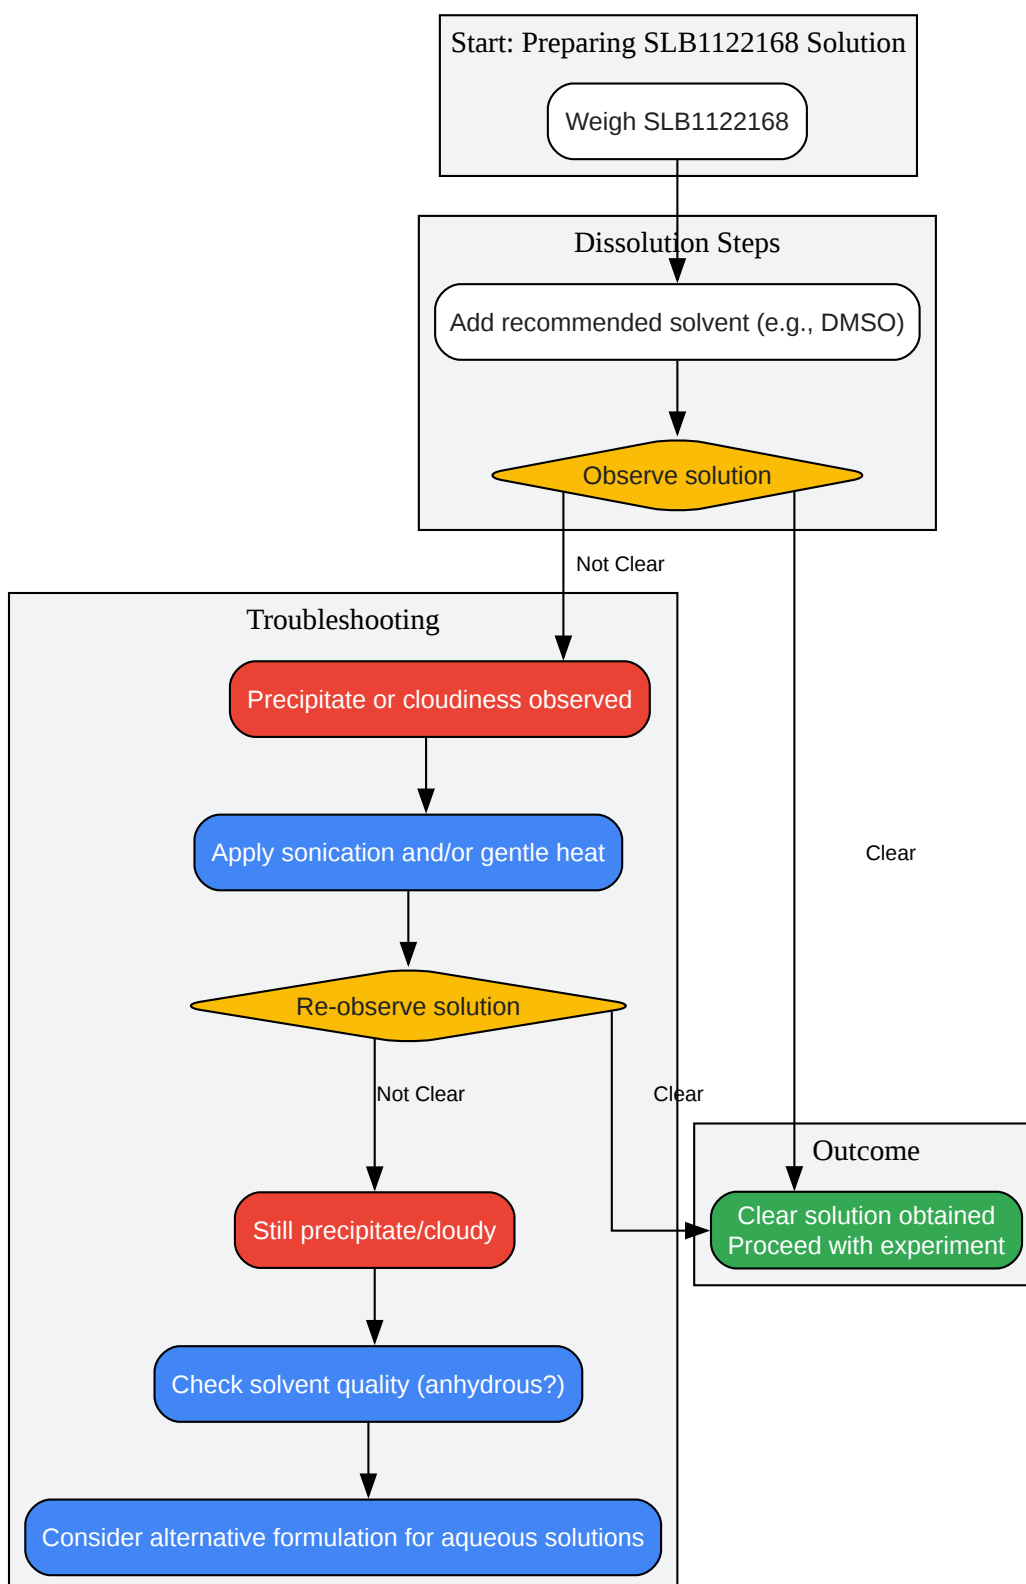 Start: Preparing SLB1122168 Solution
Weigh SLB1122168
Dissolution Steps
Add recommended solvent (e.g., DMSO)
Observe solution
Not Clear
Troubleshooting
Precipitate or cloudiness observed
Apply sonication and/or gentle heat
Clear
Re-observe solution
Not Clear
Clear
Outcome
Clear solution obtained
Proceed with experiment
Still precipitate/cloudy
Check solvent quality (anhydrous?)
Consider alternative formulation for aqueous solutions